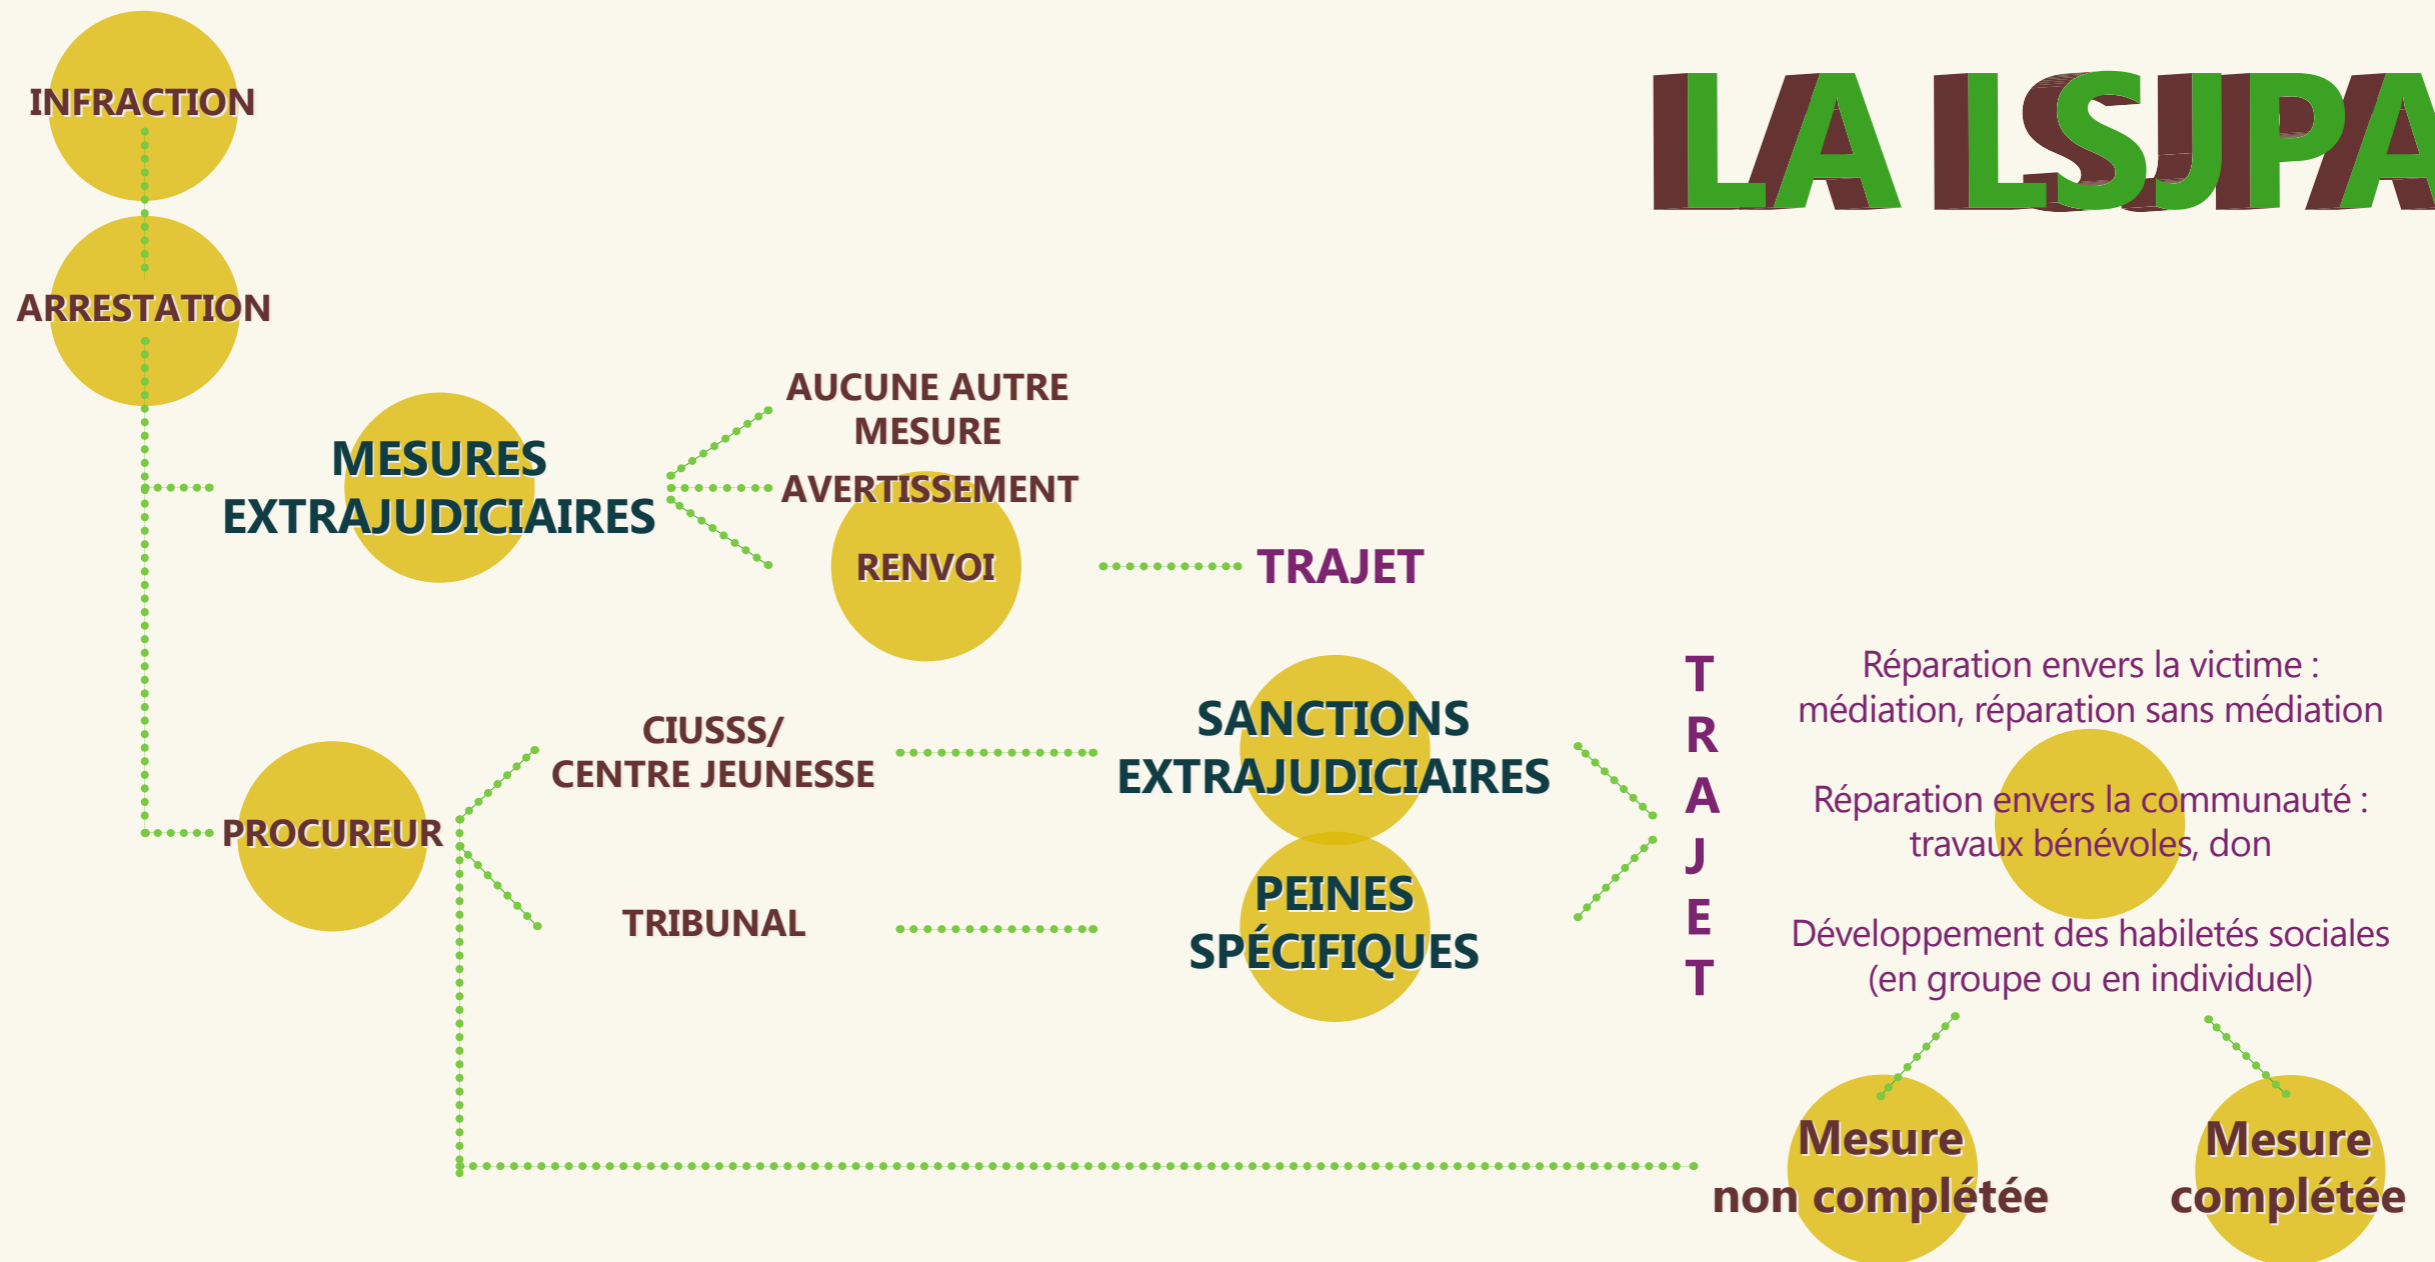 LA LSJPA
INFRACTION
ARRESTATION
MESURES
EXTRAJUDICIAIRES
AUCUNE AUTRE
MESURE
AVERTISSEMENT
RENVOI
TRAJET
PROCUREUR
CIUSSS/
CENTRE JEUNESSE
TRIBUNAL
SANCTIONS
EXTRAJUDICIAIRES
PEINES
SPÉCIFIQUES
T
R
A
J
E
T
Réparation envers la victime :
médiation, réparation sans médiation
Réparation envers la communauté :
travaux bénévoles, don
Développement des habiletés sociales
(en groupe ou en individuel)
Mesure
non complétée
Mesure
complétée